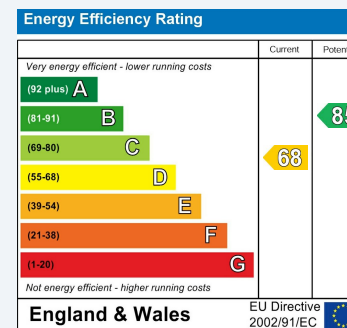 Energy Efficiency Rating
Current
Very energy efficient - lower running costs
(92 plus) A
(81-91) B
(69-80) C
(55-68) D
(39-54) E
(21-38) F
(1-20) G
68
Not energy efficient - higher running costs
England & Wales
EU Directive
2002/91/EC